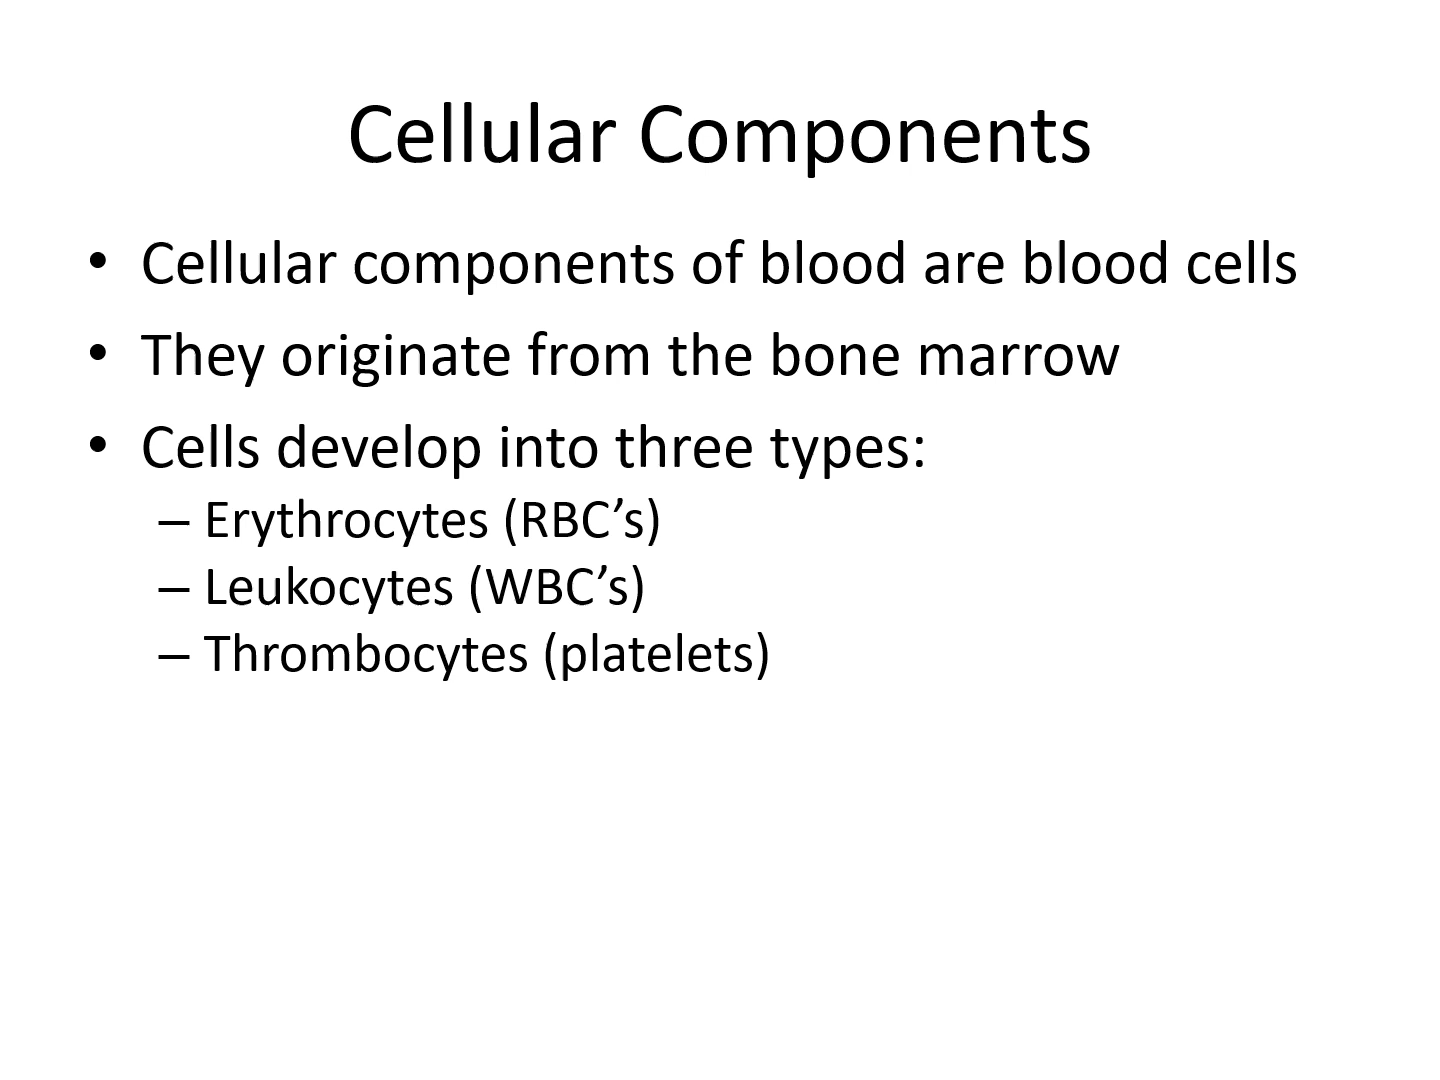 Cellular Components
• Cellular components of blood are blood cells
• They originate from the bone marrow
• Cells develop into three types:
– Erythrocytes (RBC’s)
– Leukocytes (WBC’s)
– Thrombocytes (platelets)